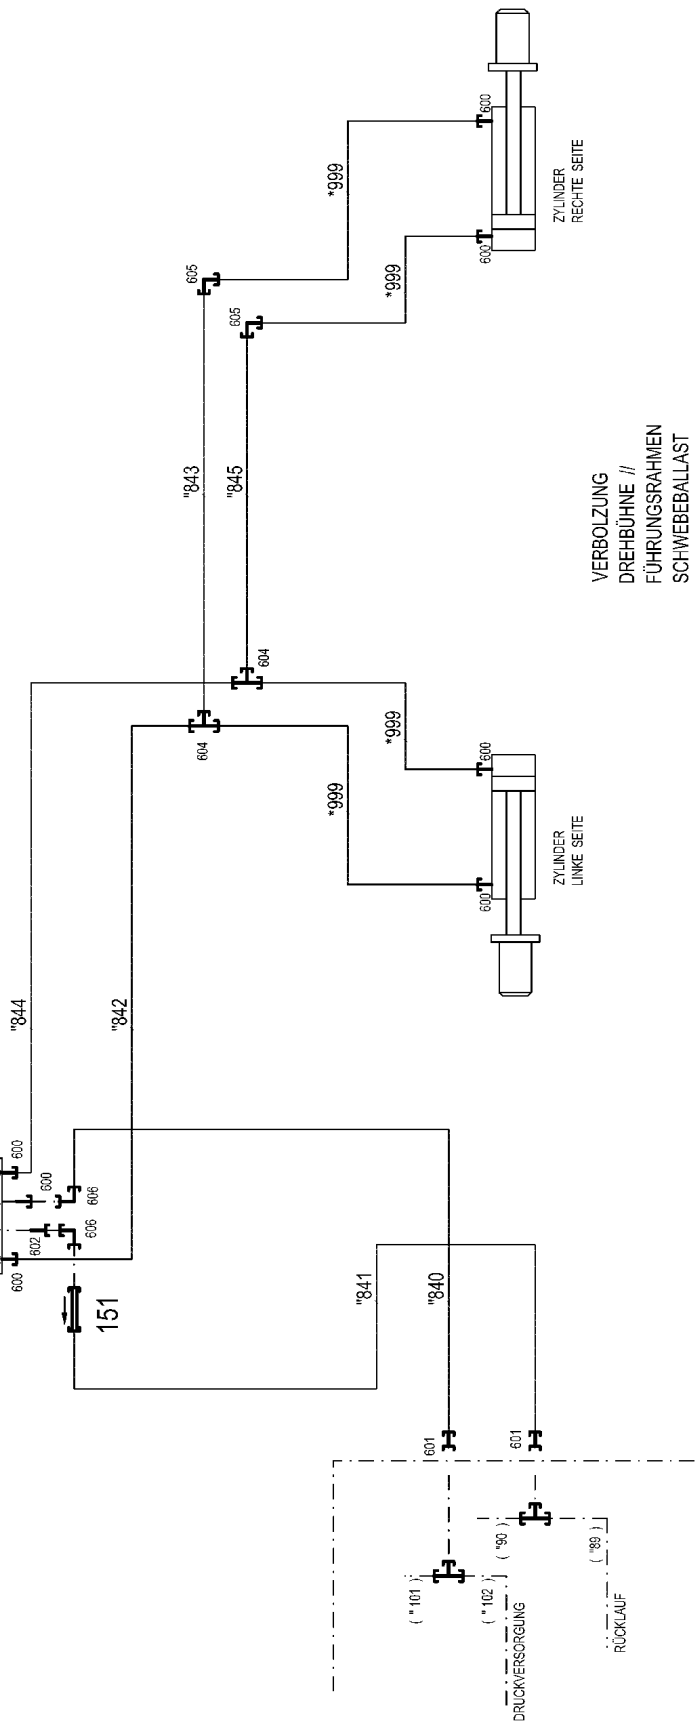 600
*999
ZYLINDER
RECHTE SEITE
605
*999
600
605
"843
"845
VERBOLZUNG
DREHBÜHNE //
FÜHRUNGSRAHMEN
SCHWEBEBALLAST
604
604
*999
600
*999
ZYLINDER
LINKE SEITE
600
"844
"842
600
600
606
602
606
600
151
"841
"840
601
601
( "101 )
( "90 )
( "102 )
( "89 )
DRUCKVERSORGUNG
RÜCKLAUF